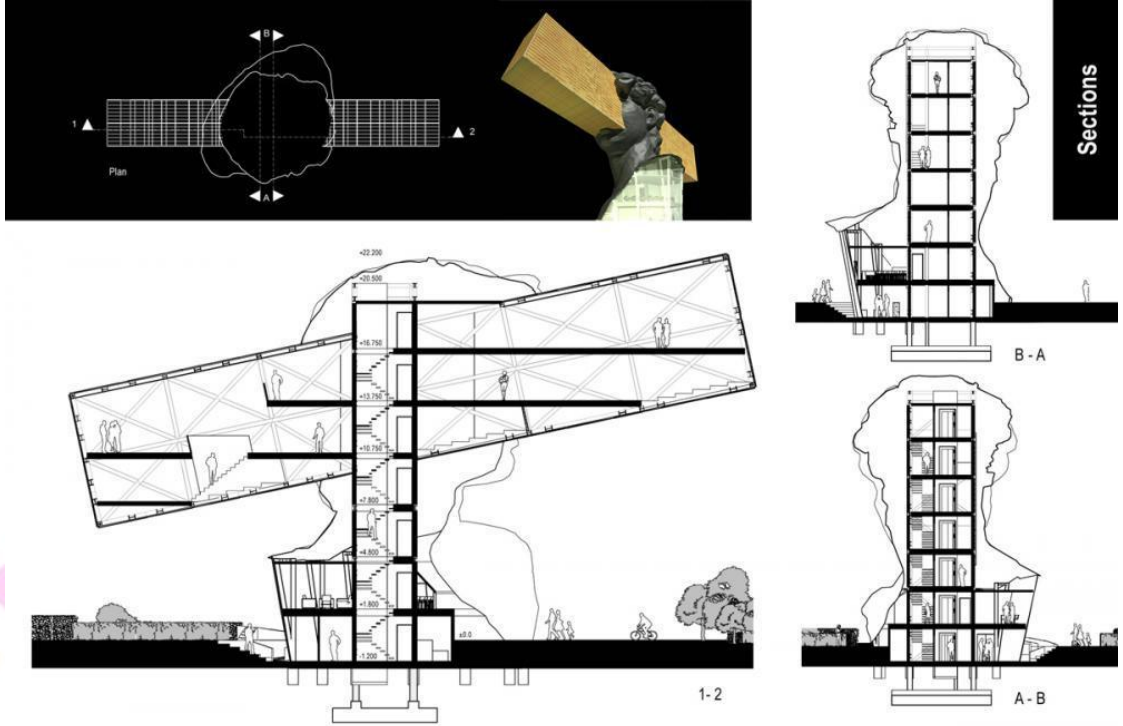 B
1
2
Plan
A
Sections
+22.200
+20.500
+16.750
+13.750
+10.750
+7.800
+4.800
+1.800
±0.0
-1.200
1 - 2
B - A
A - B